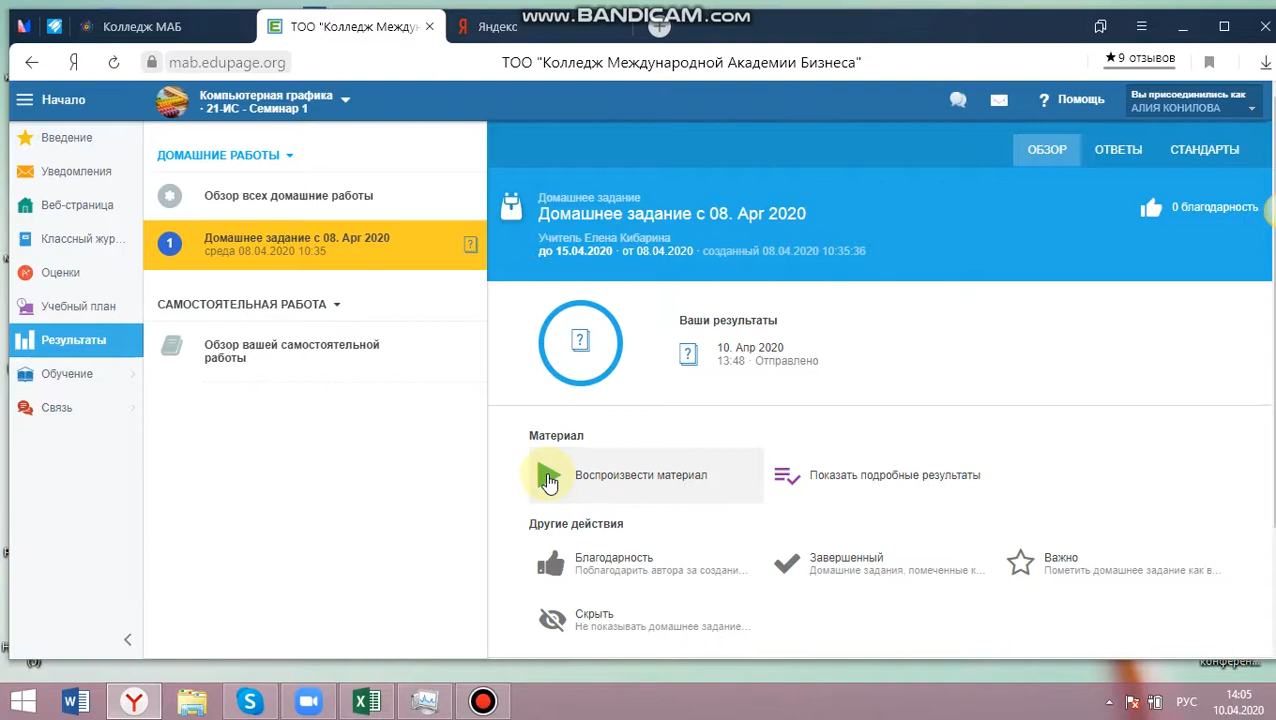 www.BANDICAM.com
Колледж МАБ
ТОО "Колледж Между
Яндекс
mab.edupage.org
ТОО "Колледж Международной Академии Бизнеса"
★9 отзывов
Начало
Компьютерная графика
· 21-ИС - Семинар 1
Помощь
Вы присоединились как
АЛИЯ КОНИЛОВА
Введение
Уведомления
Веб-страница
Классный жур...
Оценки
Учебный план
Результаты
Обучение
Связь
ДОМАШНИЕ РАБОТЫ
Обзор всех домашние работы
1
Домашнее задание с 08. Apr 2020
среда 08.04.2020 10:35
САМОСТОЯТЕЛЬНАЯ РАБОТА
Обзор вашей самостоятельной
работы
ОБЗОР
ОТВЕТЫ
СТАНДАРТЫ
Домашнее задание
Домашнее задание с 08. Apr 2020
Учитель Елена Кибарина
до 15.04.2020 · от 08.04.2020 · созданный 08.04.2020 10:35:36
0 благодарность
Ваши результаты
10. Апр 2020
13:48 · Отправлено
Материал
Воспроизвести материал
Показать подробные результаты
Другие действия
Благодарность
Поблагодарить автора за создани...
Завершенный
Домашние задания, помеченные к...
Важно
Пометить домашнее задание как в...
Скрыть
Не показывать домашнее задание...
конферен...
РУС
14:05
10.04.2020